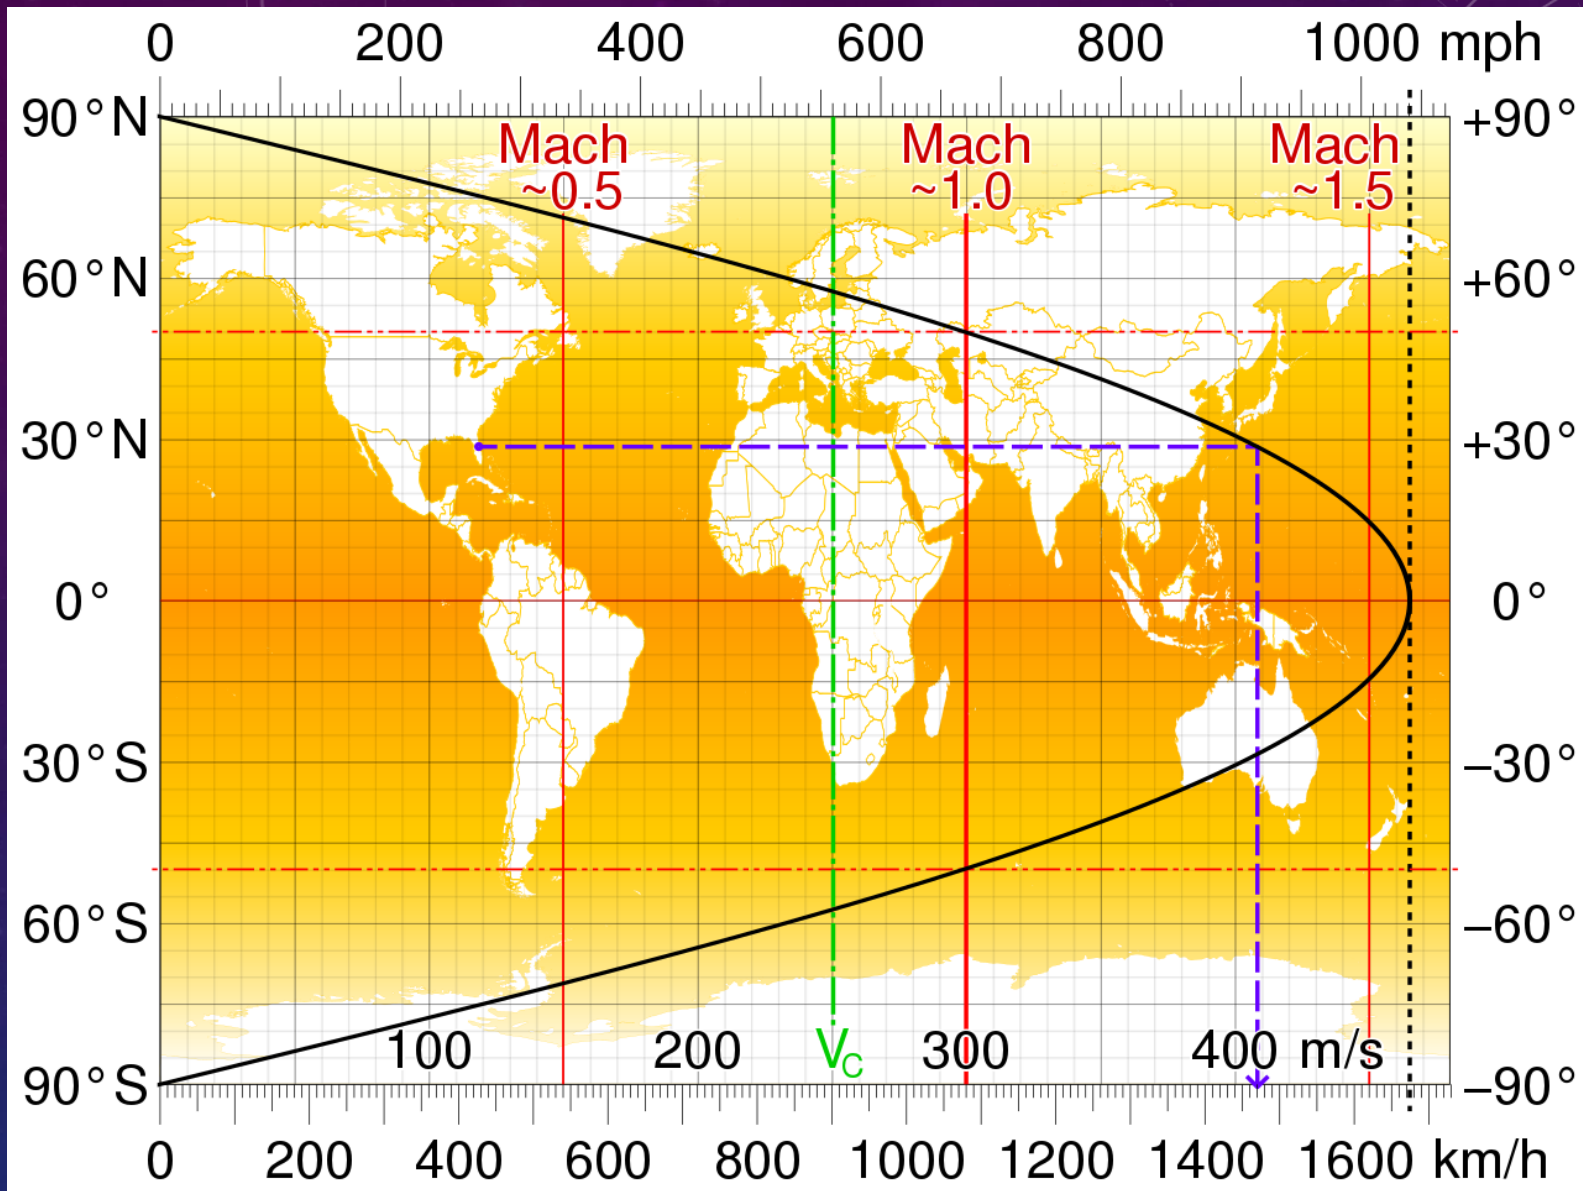 0 200 400 600 800 1000 mph
90°N +90°
Mach ~0.5
Mach ~1.0
Mach ~1.5
60°N +60°
30°N +30°
0° 0°
30°S –30°
60°S –60°
100 200 V_C 300 400 m/s
90°S –90°
0 200 400 600 800 1000 1200 1400 1600 km/h